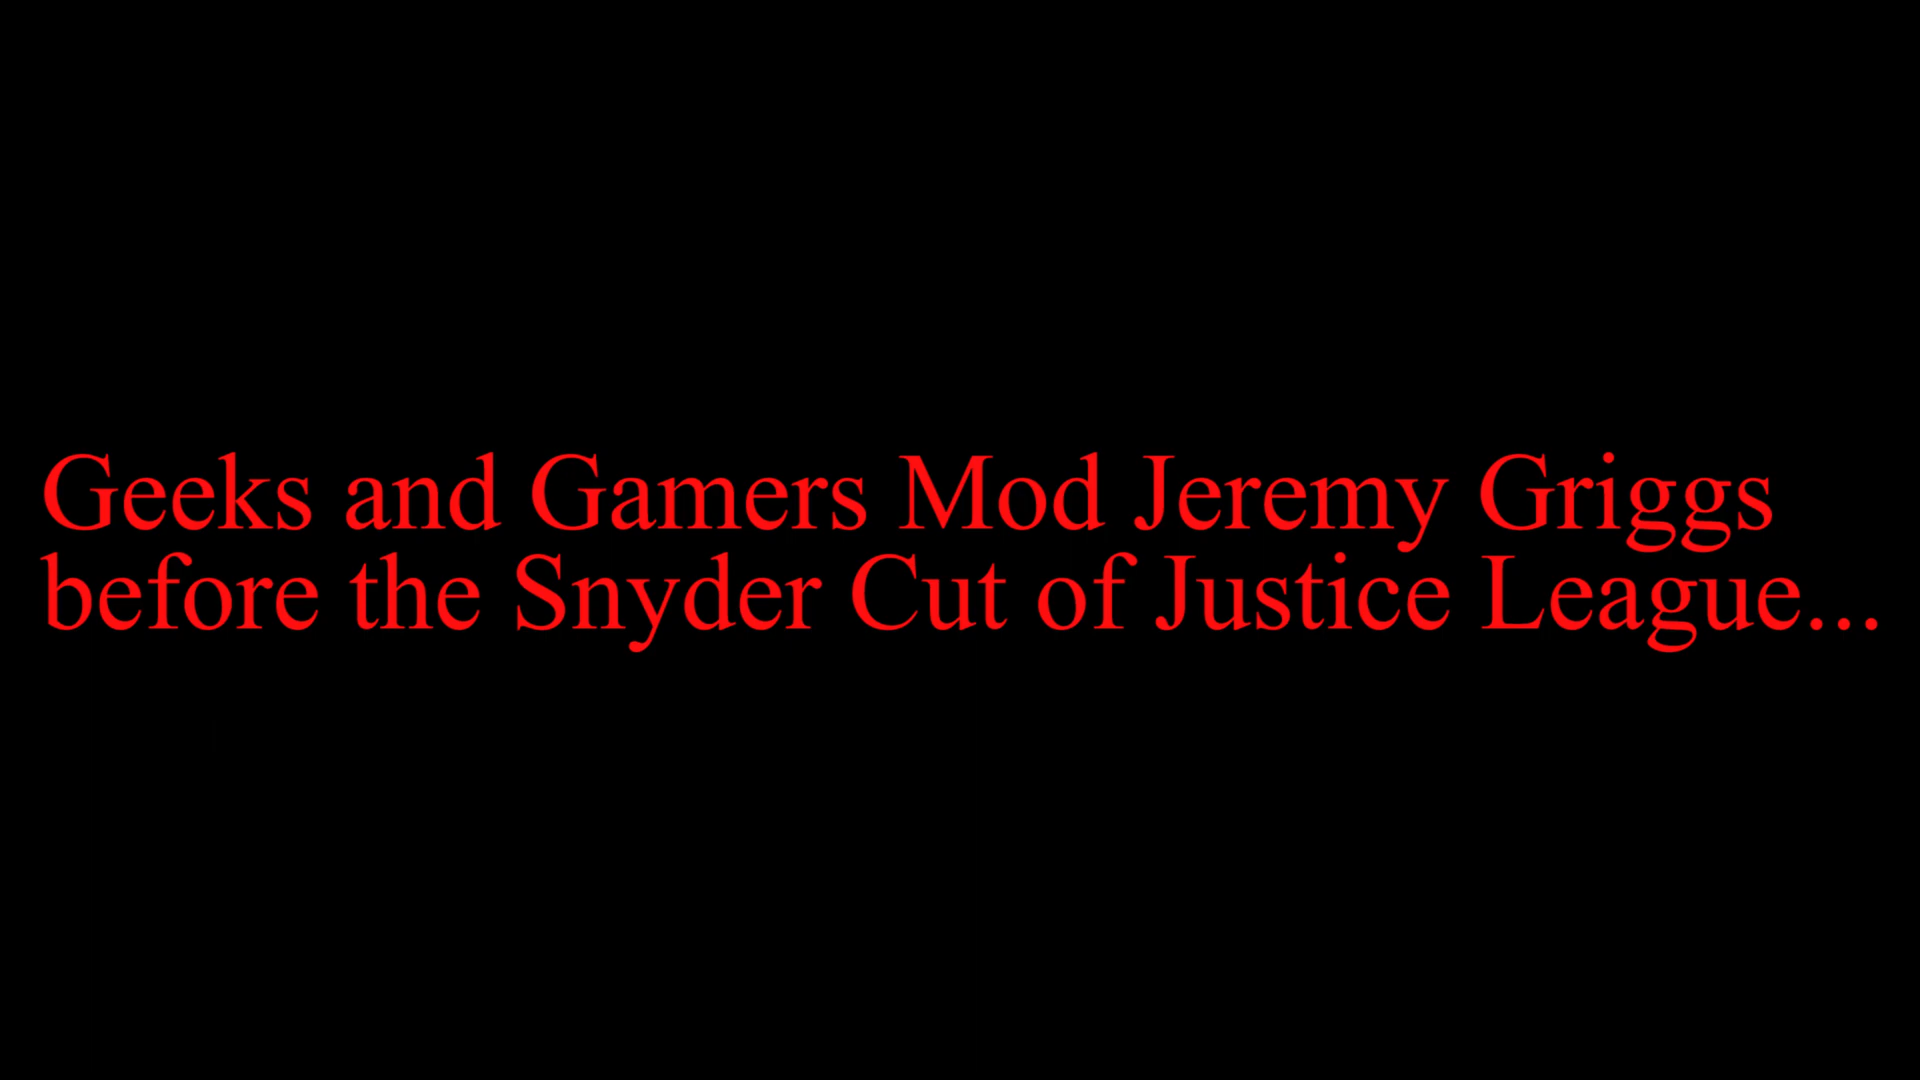 Geeks and Gamers Mod Jeremy Griggs
before the Snyder Cut of Justice League...